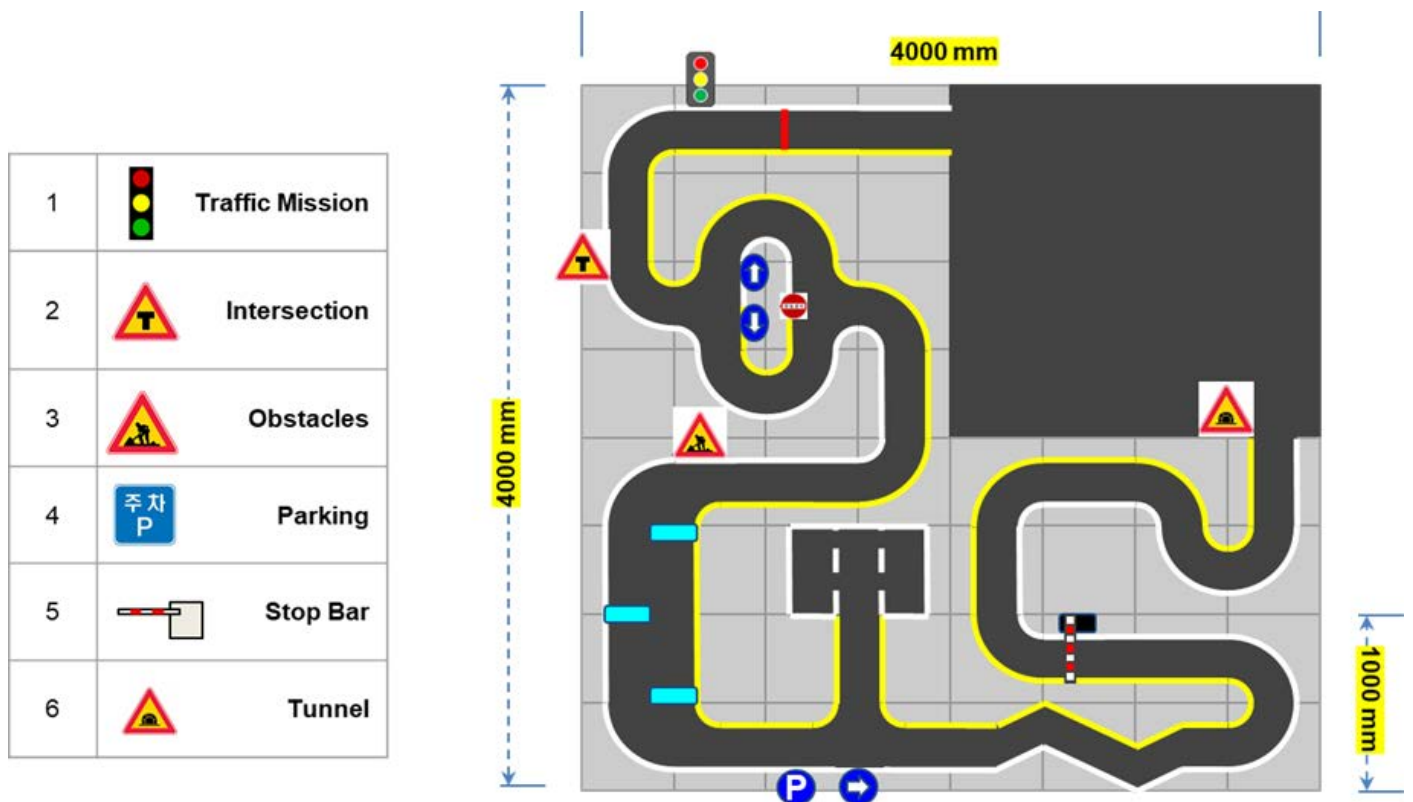 1 Traffic Mission
2 Intersection
3 Obstacles
4 주차 P Parking
5 Stop Bar
6 Tunnel
4000 mm
4000 mm
1000 mm
P